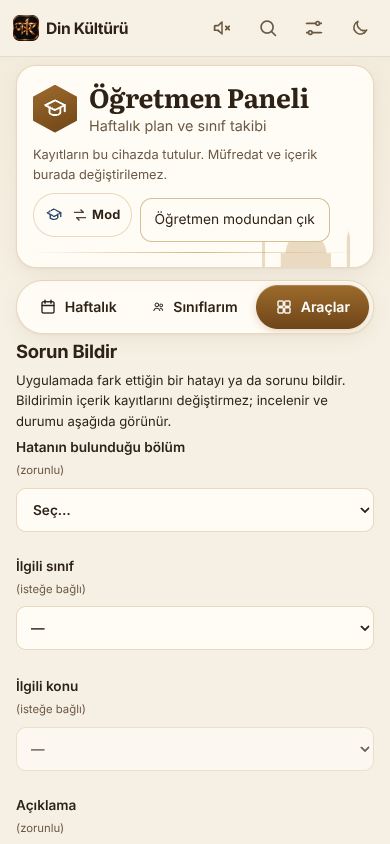 Din Kültürü
Öğretmen Paneli
Haftalık plan ve sınıf takibi
Kayıtların bu cihazda tutulur. Müfredat ve içerik
burada değiştirilemez.
Mod
Öğretmen modundan çık
Haftalık
Sınıflarım
Araçlar
Sorun Bildir
Uygulamada fark ettiğin bir hatayı ya da sorunu bildir.
Bildirimin içerik kayıtlarını değiştirmez; incelenir ve
durumu aşağıda görünür.
Hatanın bulunduğu bölüm
(zorunlu)
Seç...
İlgili sınıf
(isteğe bağlı)
—
İlgili konu
(isteğe bağlı)
—
Açıklama
(zorunlu)